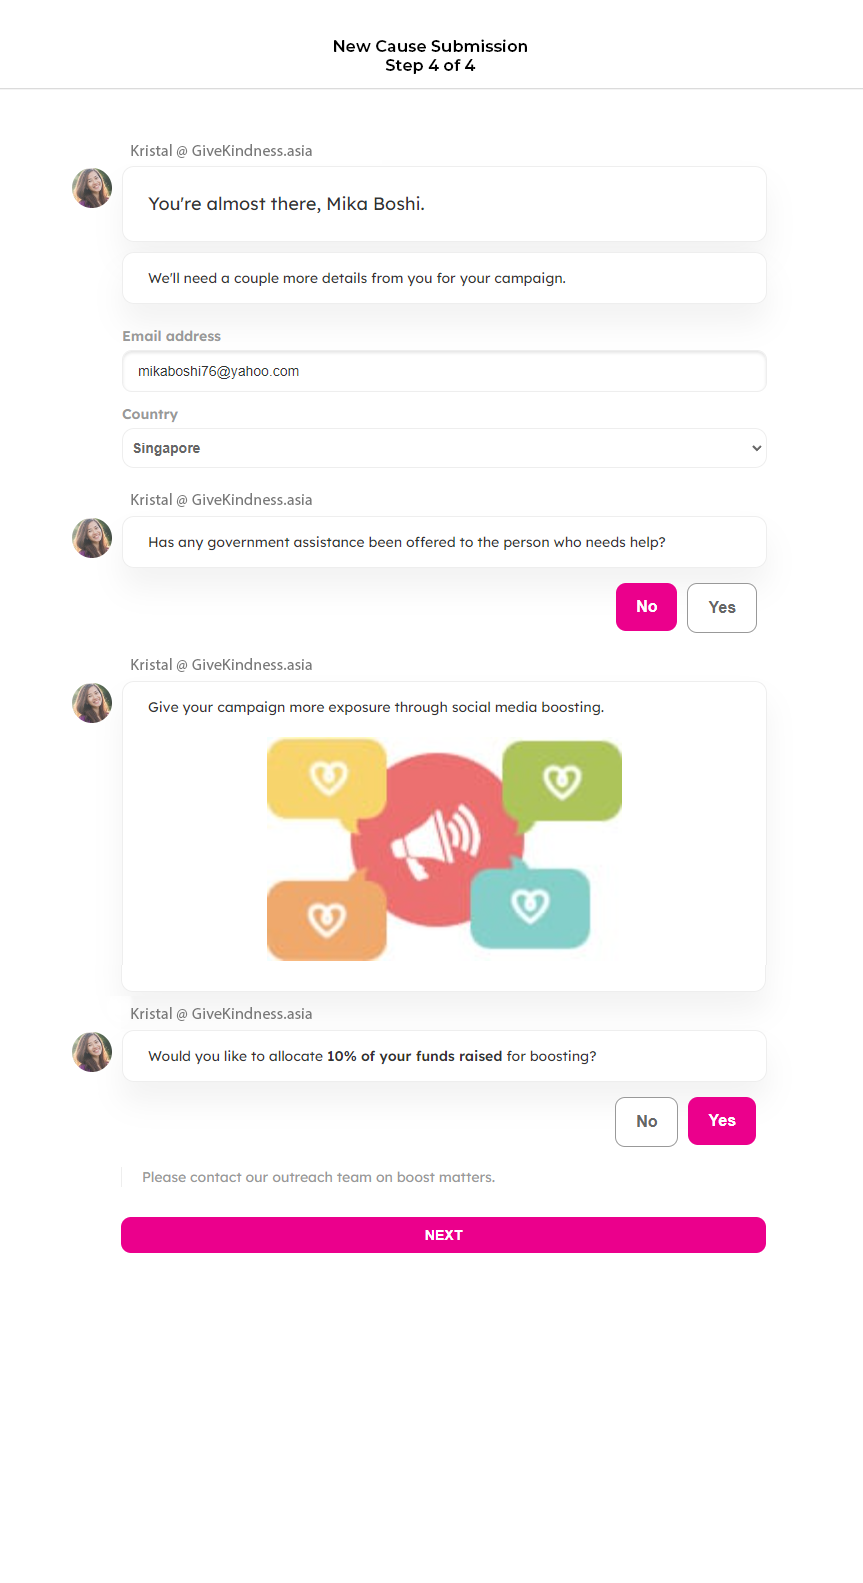 New Cause Submission
Step 4 of 4
Kristal @ GiveKindness.asia
You're almost there, Mika Boshi.
We'll need a couple more details from you for your campaign.
Email address
mikaboshi76@yahoo.com
Country
Singapore
Kristal @ GiveKindness.asia
Has any government assistance been offered to the person who needs help?
No Yes
Kristal @ GiveKindness.asia
Give your campaign more exposure through social media boosting.
Kristal @ GiveKindness.asia
Would you like to allocate 10% of your funds raised for boosting?
No Yes
Please contact our outreach team on boost matters.
NEXT